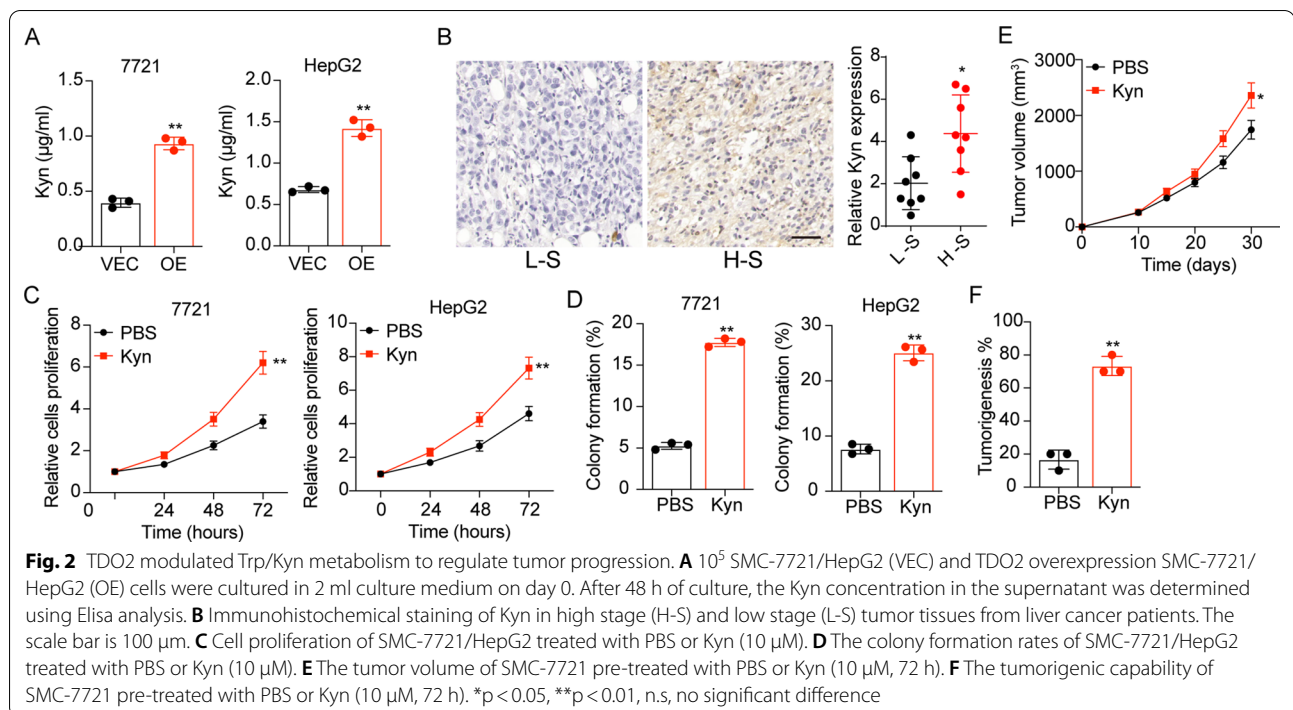 A
7721
Kyn (µg/ml)
1.5
1.0
0.5
0.0
**
VEC OE
HepG2
Kyn (µg/ml)
2.0
1.5
1.0
0.5
0.0
**
VEC OE
B
L-S H-S
Relative Kyn expression
8
6
4
2
0
*
L-S H-S
E
PBS
Kyn
Tumor volume (mm³)
3000
2000
1000
0
*
0 10 20 30
Time (days)
C
7721
PBS
Kyn
Relative cells proliferation
8
6
4
2
0
**
0 24 48 72
Time (hours)
HepG2
PBS
Kyn
Relative cells proliferation
10
8
6
4
2
0
**
0 24 48 72
Time (hours)
D
7721
Colony formation (%)
20
15
10
5
0
**
PBS Kyn
HepG2
Colony formation (%)
30
20
10
0
**
PBS Kyn
F
Tumorigenesis %
100
80
60
40
20
0
**
PBS Kyn
Fig. 2 TDO2 modulated Trp/Kyn metabolism to regulate tumor progression. A 10⁵ SMC-7721/HepG2 (VEC) and TDO2 overexpression SMC-7721/
HepG2 (OE) cells were cultured in 2 ml culture medium on day 0. After 48 h of culture, the Kyn concentration in the supernatant was determined
using Elisa analysis. B Immunohistochemical staining of Kyn in high stage (H-S) and low stage (L-S) tumor tissues from liver cancer patients. The
scale bar is 100 μm. C Cell proliferation of SMC-7721/HepG2 treated with PBS or Kyn (10 μM). D The colony formation rates of SMC-7721/HepG2
treated with PBS or Kyn (10 μM). E The tumor volume of SMC-7721 pre-treated with PBS or Kyn (10 μM, 72 h). F The tumorigenic capability of
SMC-7721 pre-treated with PBS or Kyn (10 μM, 72 h). *p < 0.05, **p < 0.01, n.s, no significant difference